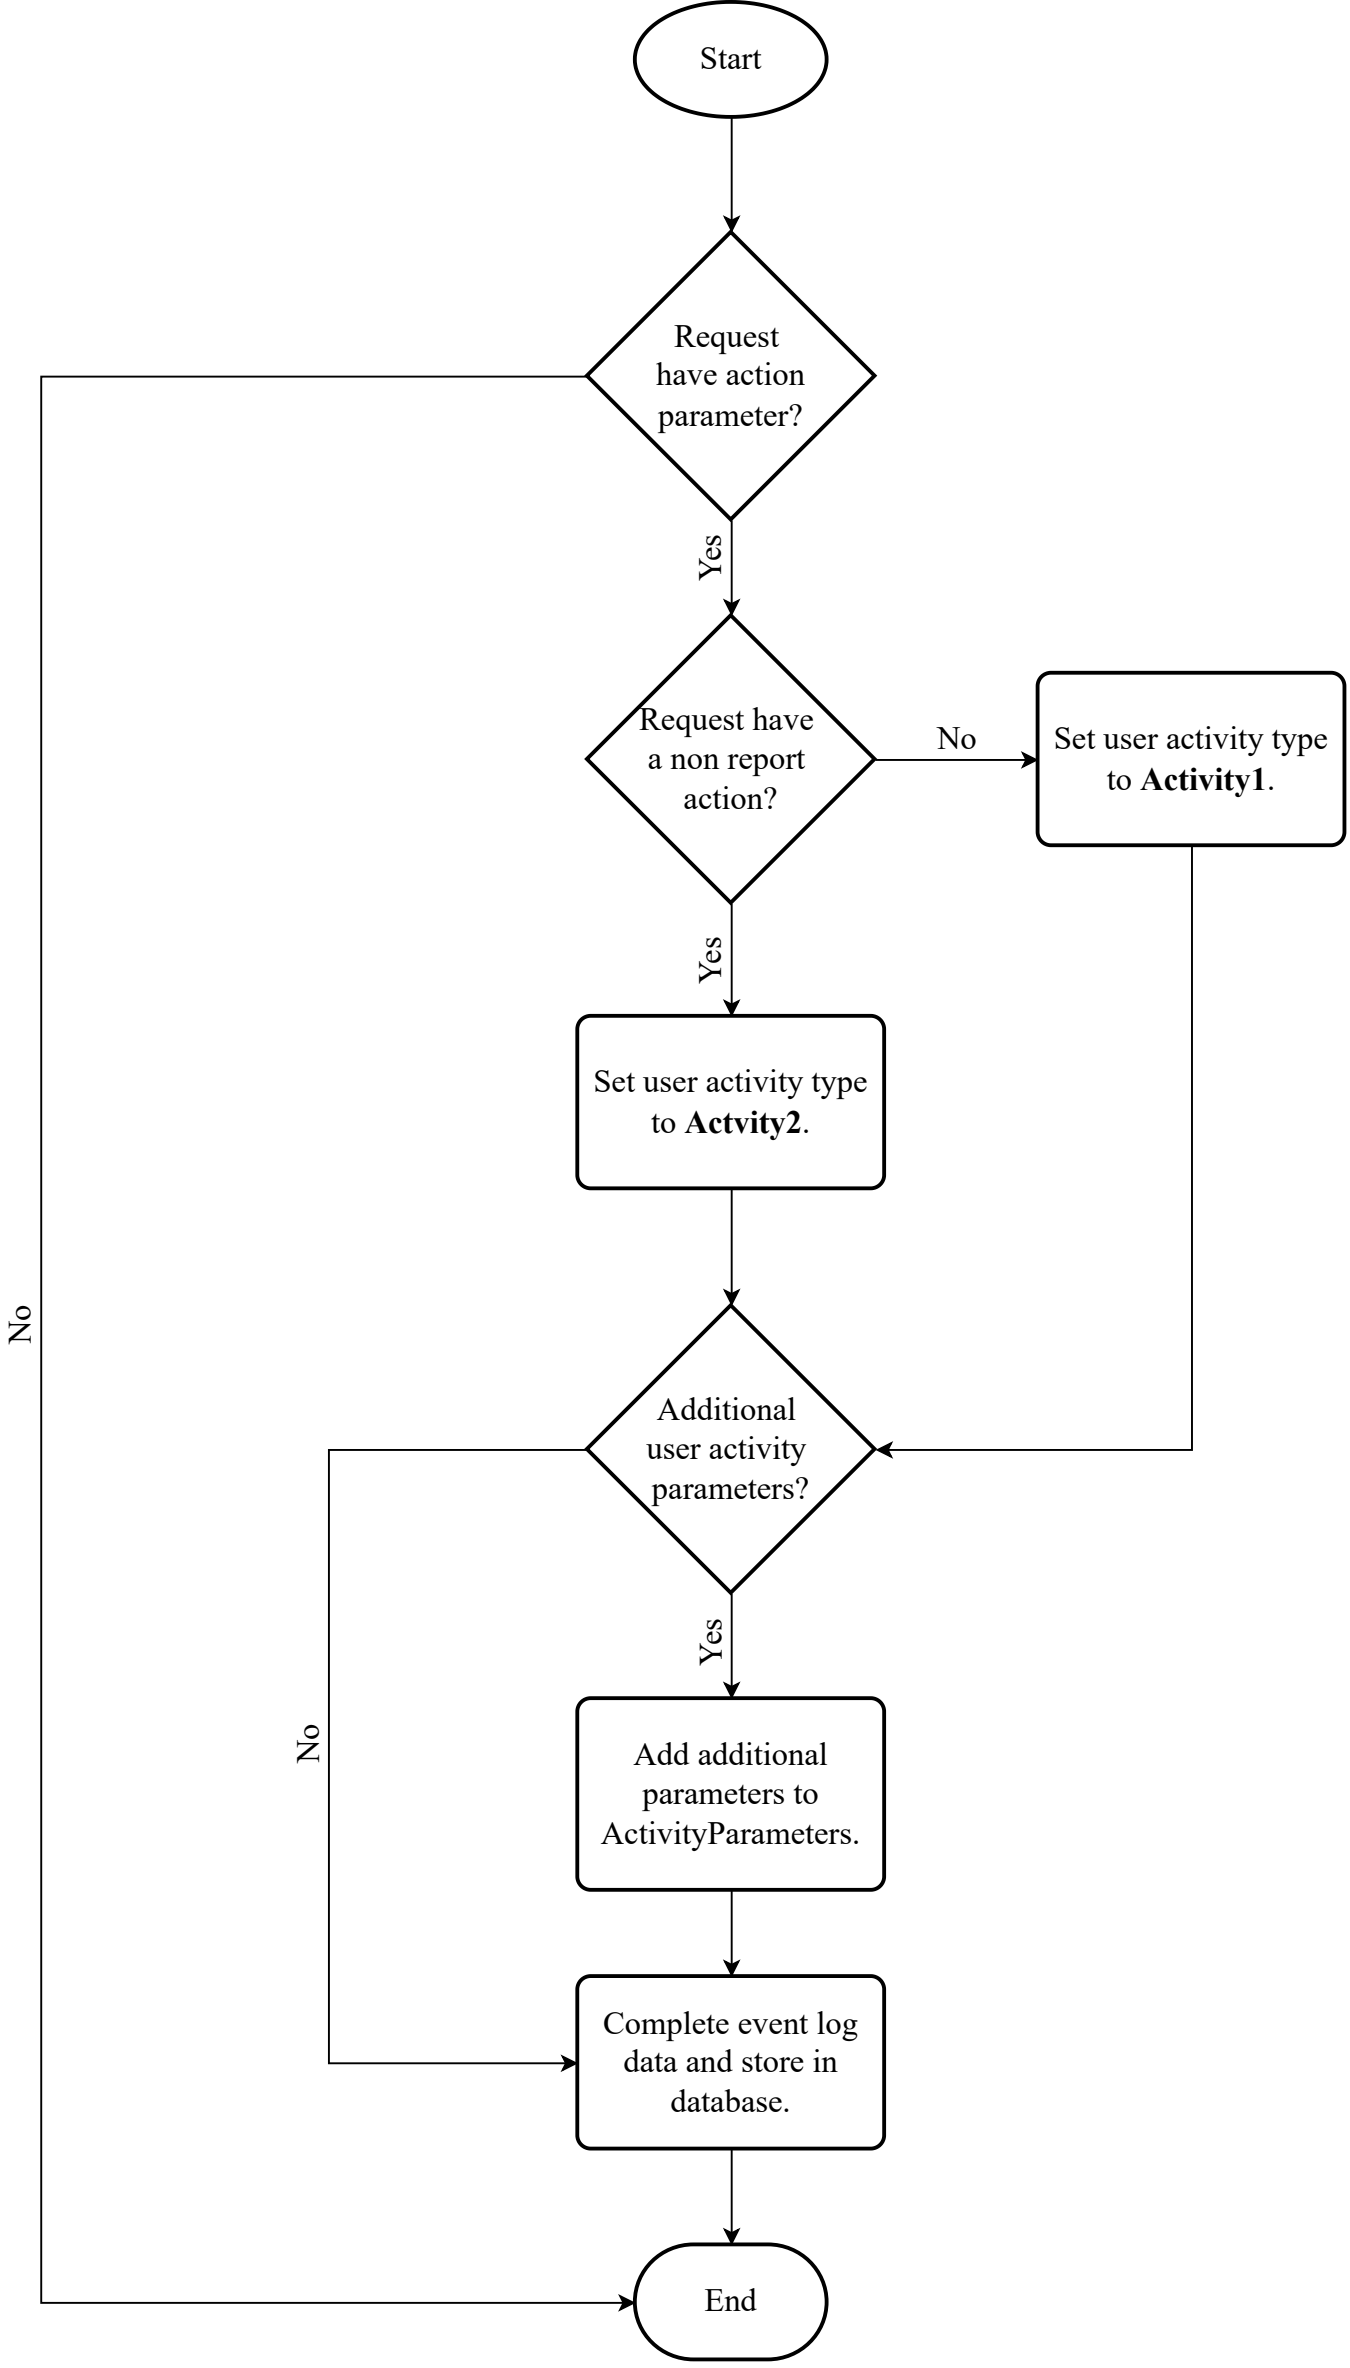 Start
Request
have action
parameter?
Yes
Request have
a non report
action?
No
Set user activity type
to Activity1.
Yes
Set user activity type
to Actvity2.
No
Additional
user activity
parameters?
Yes
No
Add additional
parameters to
ActivityParameters.
Complete event log
data and store in
database.
End